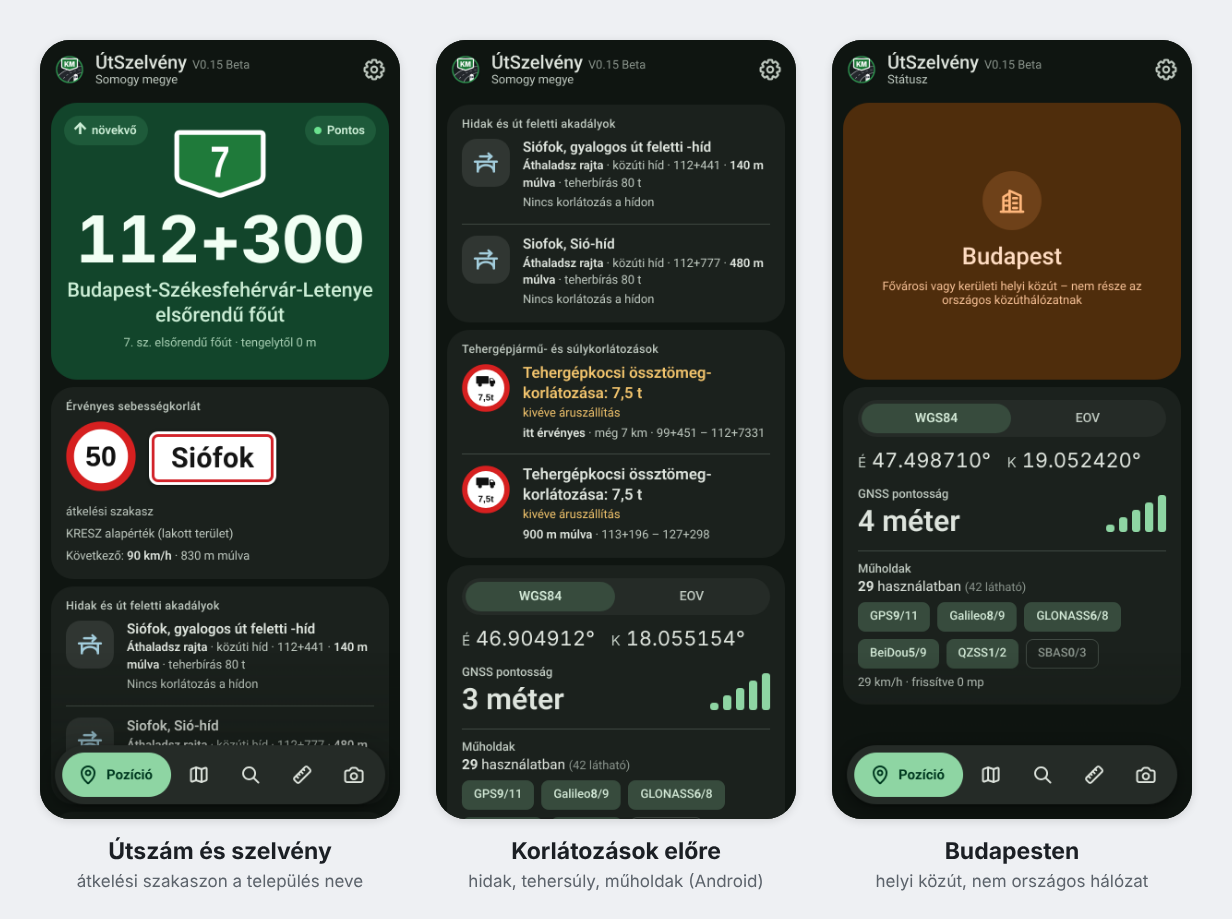 KM
ÚtSzelvény V0.15 Beta
Somogy megye
növekvő
Pontos
7
112+300
Budapest-Székesfehérvár-Letenye
elsőrendű főút
7. sz. elsőrendű főút · tengelytől 0 m
Érvényes sebességkorlát
50
Siófok
átkelési szakasz
KRESZ alapérték (lakott terület)
Következő: 90 km/h · 830 m múlva
Hidak és út feletti akadályok
Siófok, gyalogos út feletti -híd
Áthaladsz rajta · közúti híd · 112+441 · 140 m
múlva · teherbírás 80 t
Nincs korlátozás a hídon
Siofok, Sió-híd
Áthaladsz rajta · közúti híd · 112+777 · 480 m
Pozíció
Útszám és szelvény
átkelési szakaszon a település neve
KM
ÚtSzelvény V0.15 Beta
Somogy megye
Hidak és út feletti akadályok
Siófok, gyalogos út feletti -híd
Áthaladsz rajta · közúti híd · 112+441 · 140 m
múlva · teherbírás 80 t
Nincs korlátozás a hídon
Siofok, Sió-híd
Áthaladsz rajta · közúti híd · 112+777 · 480 m
múlva · teherbírás 80 t
Nincs korlátozás a hídon
Tehergépjármű- és súlykorlátozások
7,5t
Tehergépkocsi össztömeg-
korlátozása: 7,5 t
kivéve áruszállítás
itt érvényes · még 7 km · 99+451 – 112+7331
7,5t
Tehergépkocsi össztömeg-
korlátozása: 7,5 t
kivéve áruszállítás
900 m múlva · 113+196 – 127+298
WGS84
EOV
É 46.904912° K 18.055154°
GNSS pontosság
3 méter
Műholdak
29 használatban (42 látható)
GPS9/11
Galileo8/9
GLONASS6/8
Korlátozások előre
hidak, tehersúly, műholdak (Android)
KM
ÚtSzelvény V0.15 Beta
Státusz
Budapest
Fővárosi vagy kerületi helyi közút – nem része az
országos közúthálózatnak
WGS84
EOV
É 47.498710° K 19.052420°
GNSS pontosság
4 méter
Műholdak
29 használatban (42 látható)
GPS9/11
Galileo8/9
GLONASS6/8
BeiDou5/9
QZSS1/2
SBAS0/3
29 km/h · frissítve 0 mp
Pozíció
Budapesten
helyi közút, nem országos hálózat